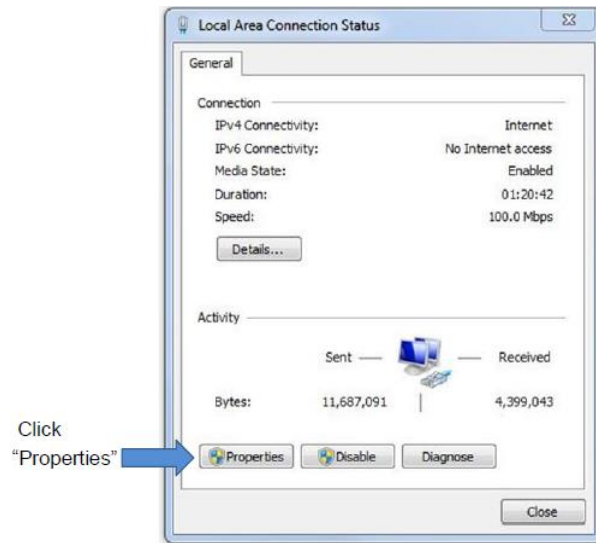 Local Area Connection Status
General
Connection
IPv4 Connectivity: Internet
IPv6 Connectivity: No Internet access
Media State: Enabled
Duration: 01:20:42
Speed: 100.0 Mbps
Details...
Activity
Sent — — Received
Bytes: 11,687,091 | 4,399,043
Click
“Properties”
Properties Disable Diagnose
Close